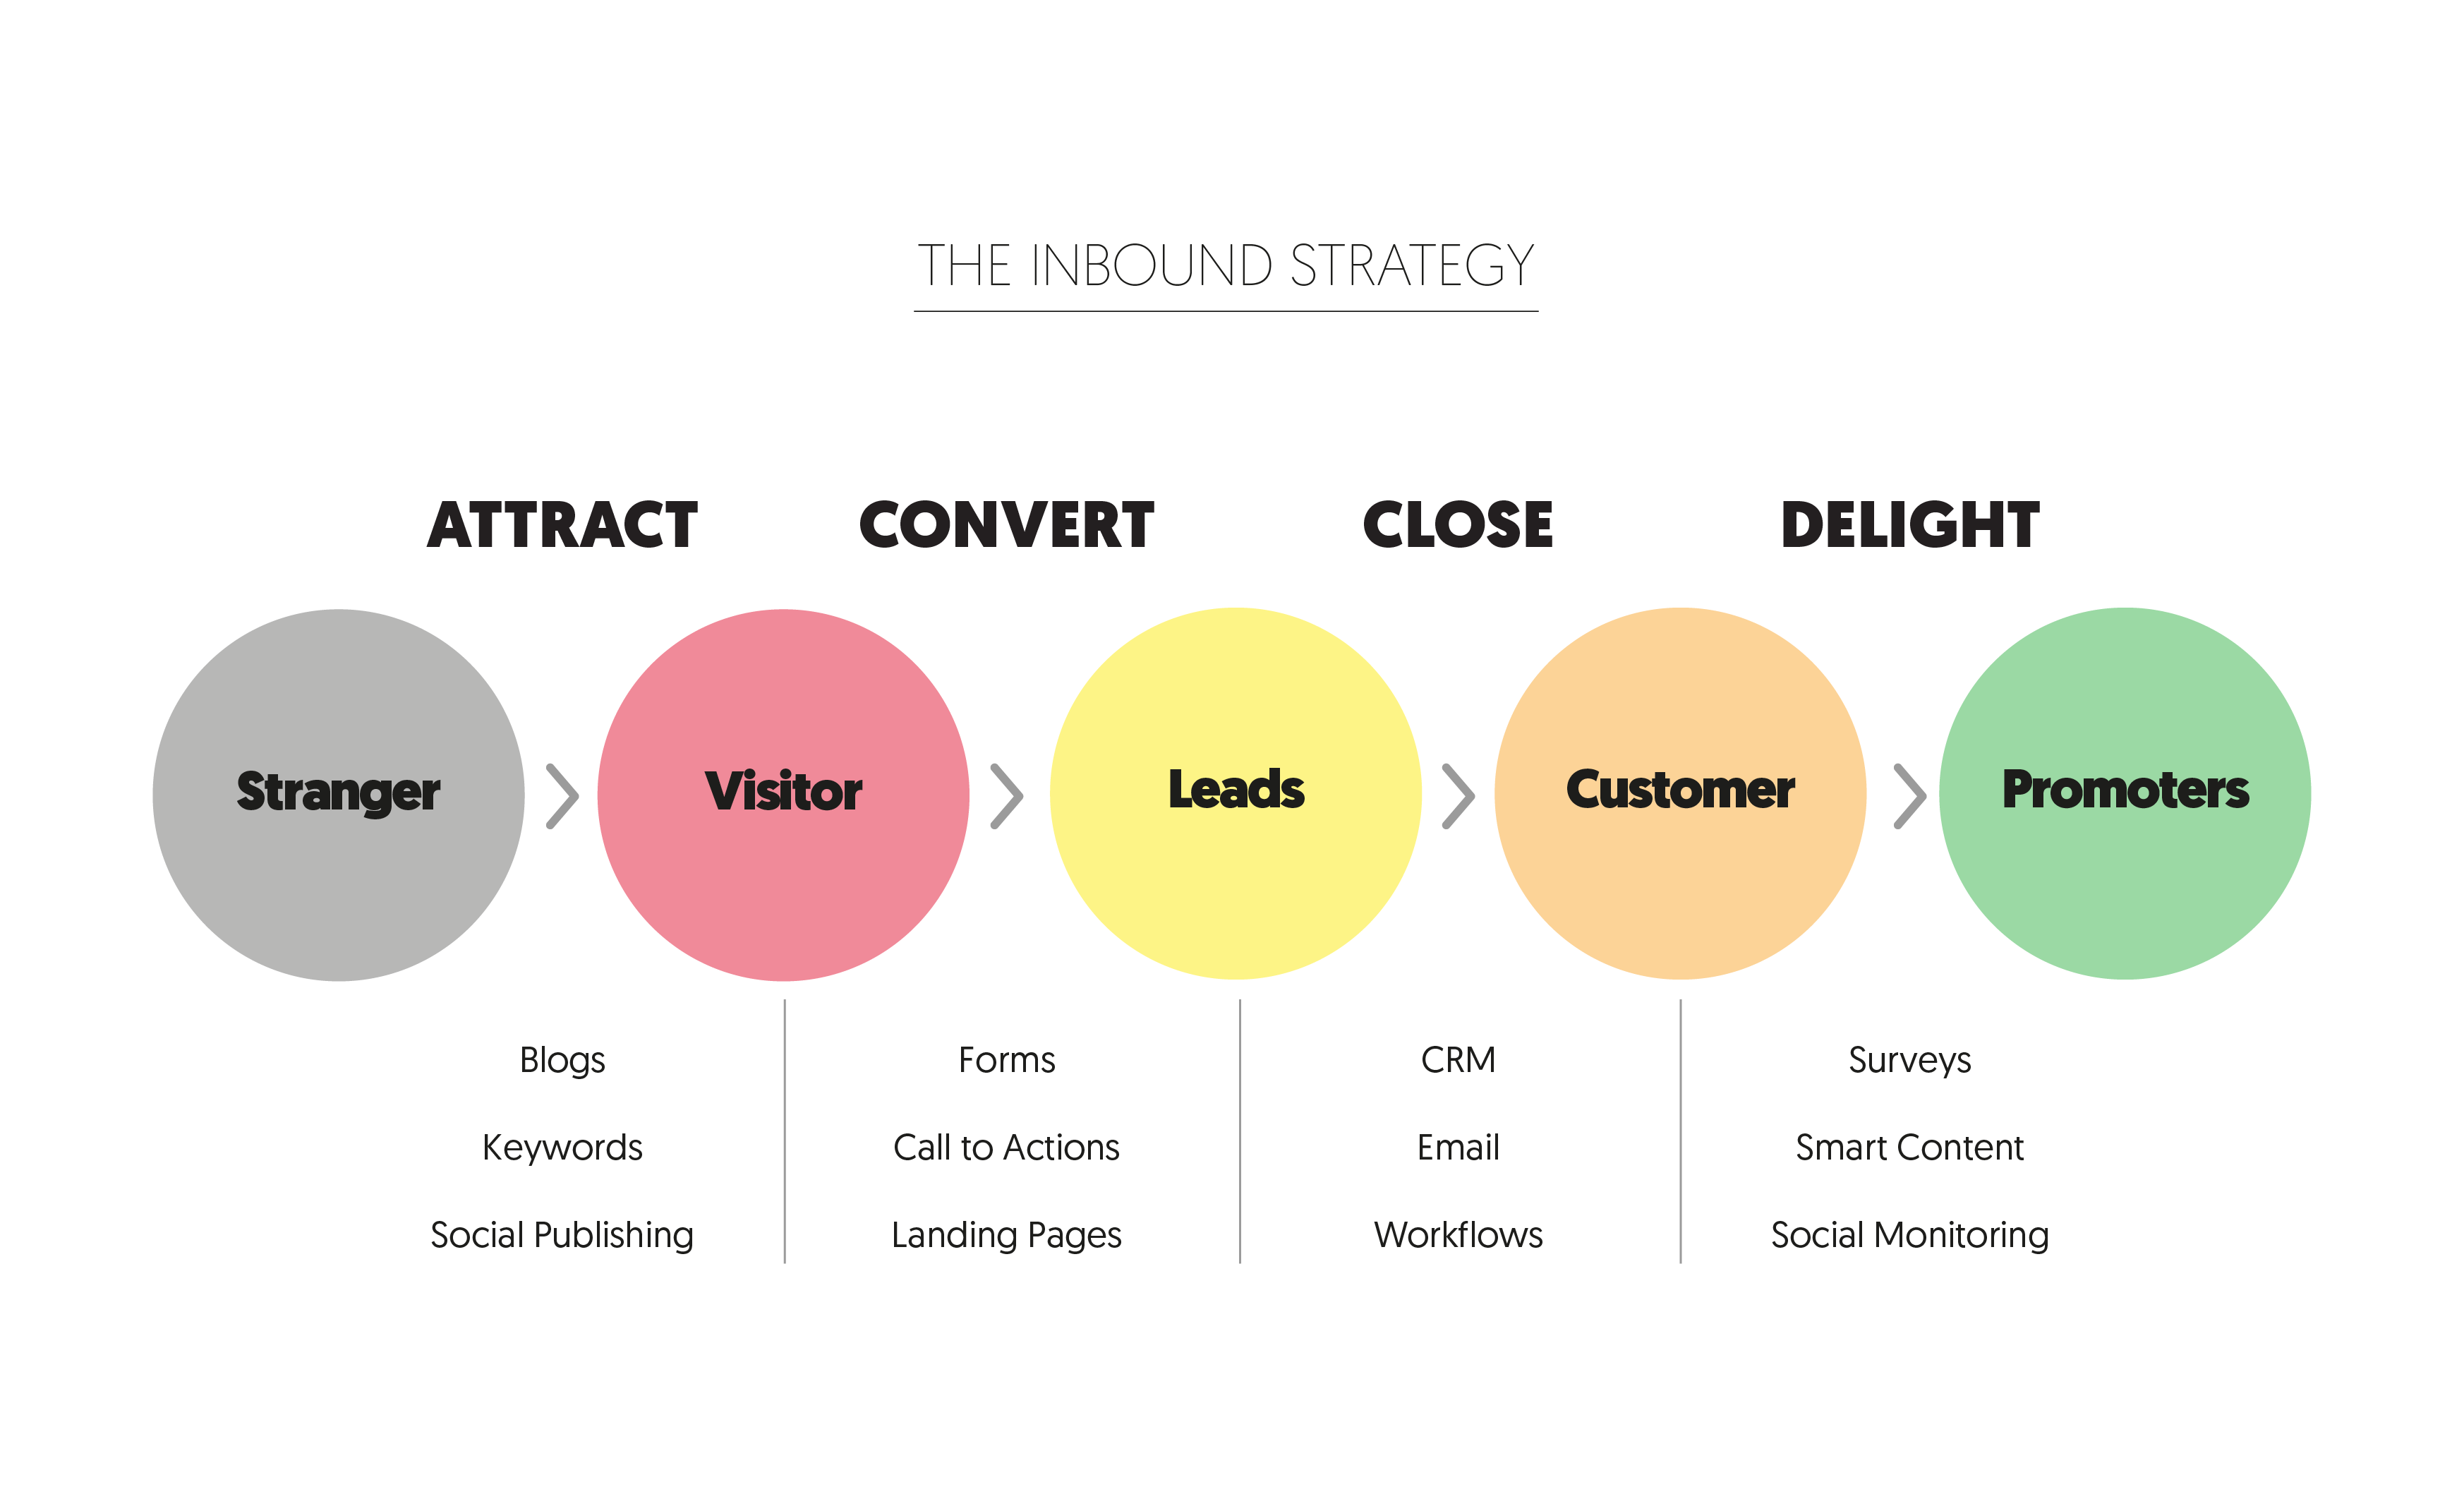 THE INBOUND STRATEGY
ATTRACT CONVERT CLOSE DELIGHT
Stranger Visitor Leads Customer Promoters
Blogs Forms CRM Surveys
Keywords Call to Actions Email Smart Content
Social Publishing Landing Pages Workflows Social Monitoring